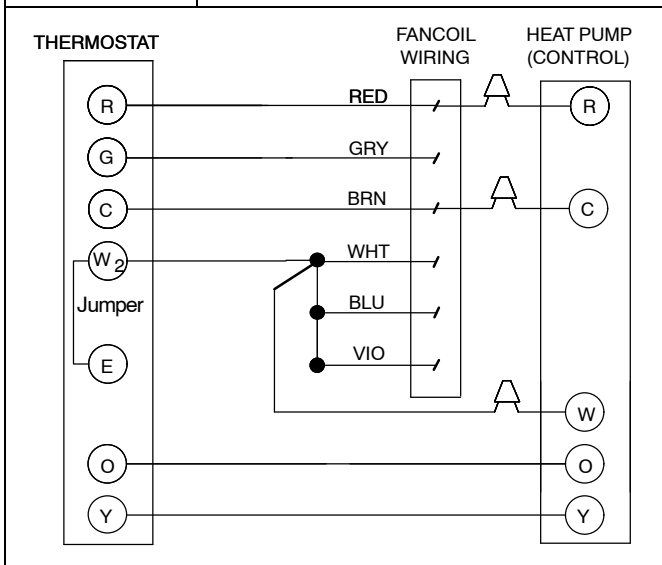 THERMOSTAT
FANCOIL
WIRING
HEAT PUMP
(CONTROL)
R
RED
R
G
GRY
C
BRN
C
W2
WHT
Jumper
BLU
E
VIO
W
O
O
Y
Y